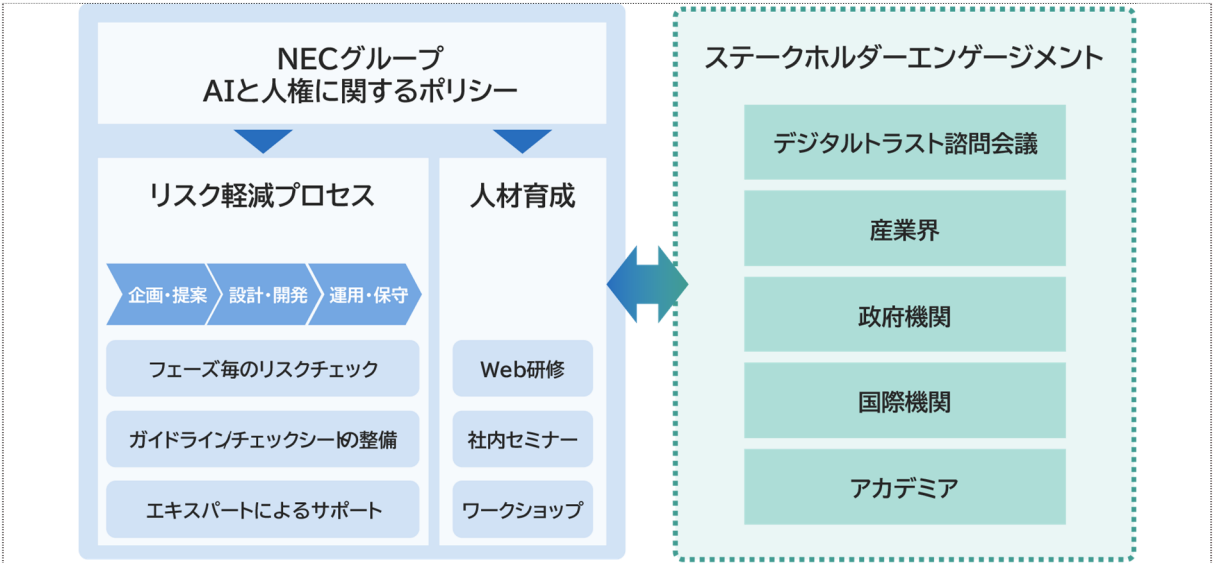 NECグループ
AIと人権に関するポリシー
リスク軽減プロセス
企画・提案
設計・開発
運用・保守
フェーズ毎のリスクチェック
ガイドライン/チェックシートの整備
エキスパートによるサポート
人材育成
Web研修
社内セミナー
ワークショップ
ステークホルダーエンゲージメント
デジタルトラスト諮問会議
産業界
政府機関
国際機関
アカデミア